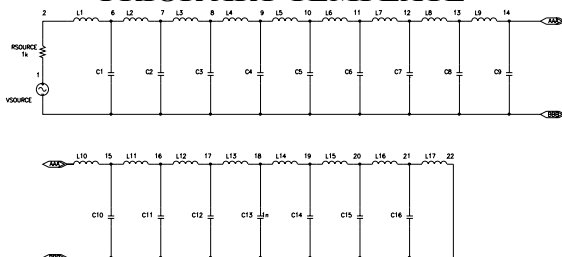 2 L1 6 L2 7 L3 8 L4 9 L5 10 L6 11 L7 12 L8 13 L9 14
RSOURCE
1k
1
VSOURCE
C1 C2 C3 C4 C5 C6 C7 C8 C9
L10 15 L11 16 L12 17 L13 18 L14 19 L15 20 L16 21 L17 22
C10 C11 C12 C13 1n C14 C15 C16